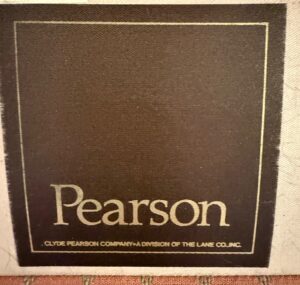 Pearson
CLYDE PEARSON COMPANY•A DIVISION OF THE LANE CO.,INC.